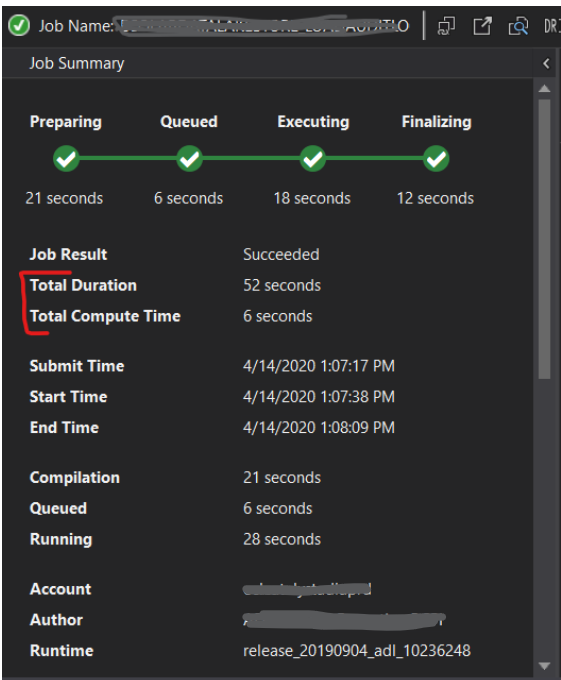 Job Name:
DR
Job Summary
Preparing Queued Executing Finalizing
21 seconds 6 seconds 18 seconds 12 seconds
Job Result Succeeded
Total Duration 52 seconds
Total Compute Time 6 seconds
Submit Time 4/14/2020 1:07:17 PM
Start Time 4/14/2020 1:07:38 PM
End Time 4/14/2020 1:08:09 PM
Compilation 21 seconds
Queued 6 seconds
Running 28 seconds
Account
Author
Runtime release_20190904_adl_10236248